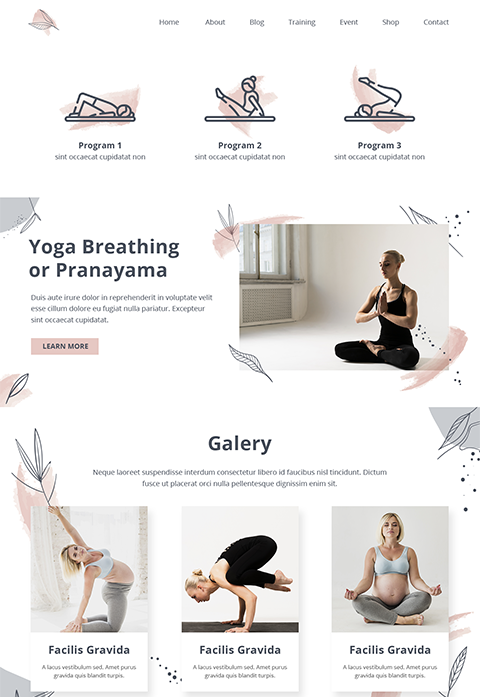 Home About Blog Training Event Shop Contact
Program 1 Program 2 Program 3
sint occaecat cupidatat non sint occaecat cupidatat non sint occaecat cupidatat non
Yoga Breathing
or Pranayama
Duis aute irure dolor in reprehenderit in voluptate velit
esse cillum dolore eu fugiat nulla pariatur. Excepteur
sint occaecat cupidatat.
LEARN MORE
Galery
Neque laoreet suspendisse interdum consectetur libero id faucibus nisl tincidunt. Dictum
fusce ut placerat orci nulla pellentesque dignissim enim sit.
Facilis Gravida Facilis Gravida Facilis Gravida
A lacus vestibulum sed. Amet purus A lacus vestibulum sed. Amet purus A lacus vestibulum sed. Amet purus
gravida quis blandit turpis. gravida quis blandit turpis. gravida quis blandit turpis.